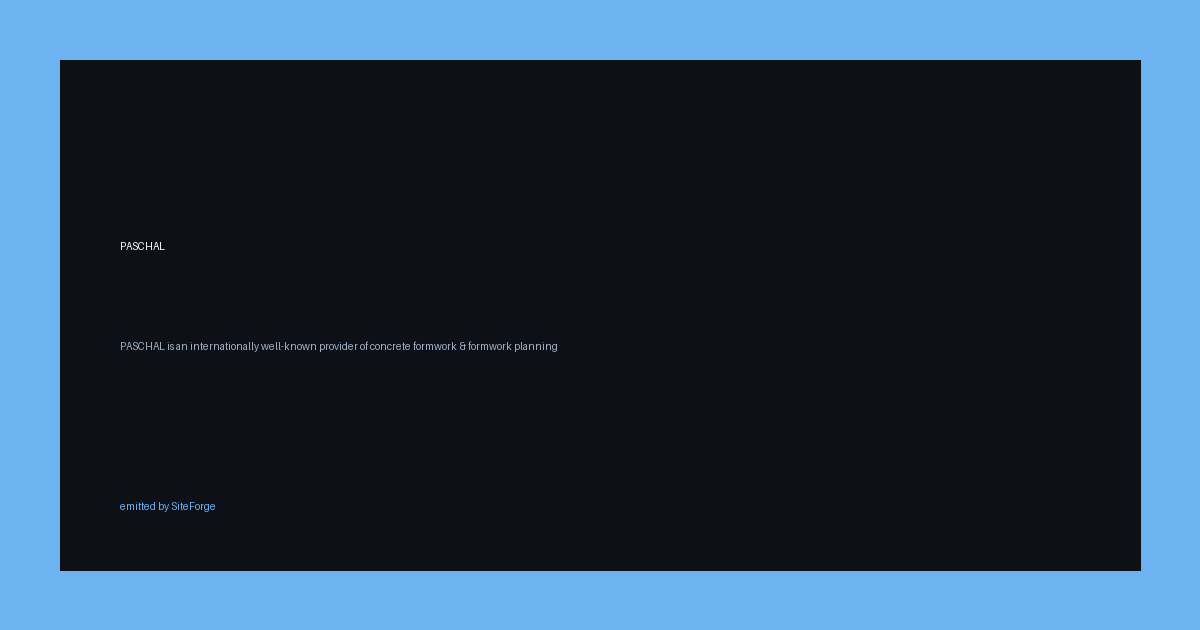 PASCHAL
PASCHAL is an internationally well-known provider of concrete formwork & formwork planning
emitted by SiteForge